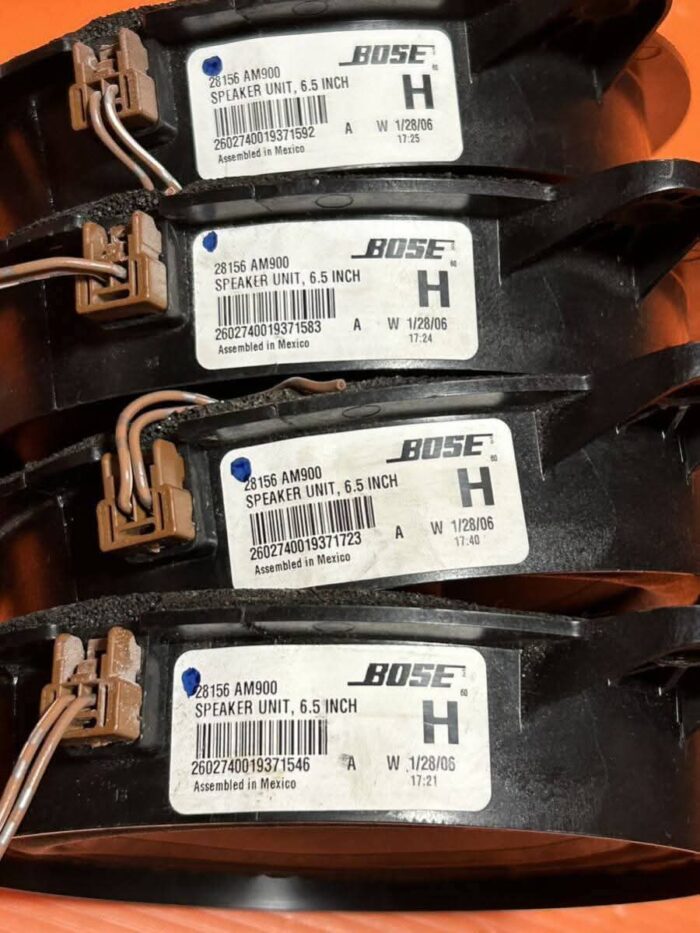 BOSE
28156 AM900
SPEAKER UNIT, 6.5 INCH
H
2602740019371592 A W 1/28/06
Assembled in Mexico 17:25
BOSE
28156 AM900
SPEAKER UNIT, 6.5 INCH
H
2602740019371583 A W 1/28/06
Assembled in Mexico 17:24
BOSE
28156 AM900
SPEAKER UNIT, 6.5 INCH
H
2602740019371723 A W 1/28/06
Assembled in Mexico 17:40
BOSE
28156 AM900
SPEAKER UNIT, 6.5 INCH
H
2602740019371546 A W 1/28/06
Assembled in Mexico 17:21